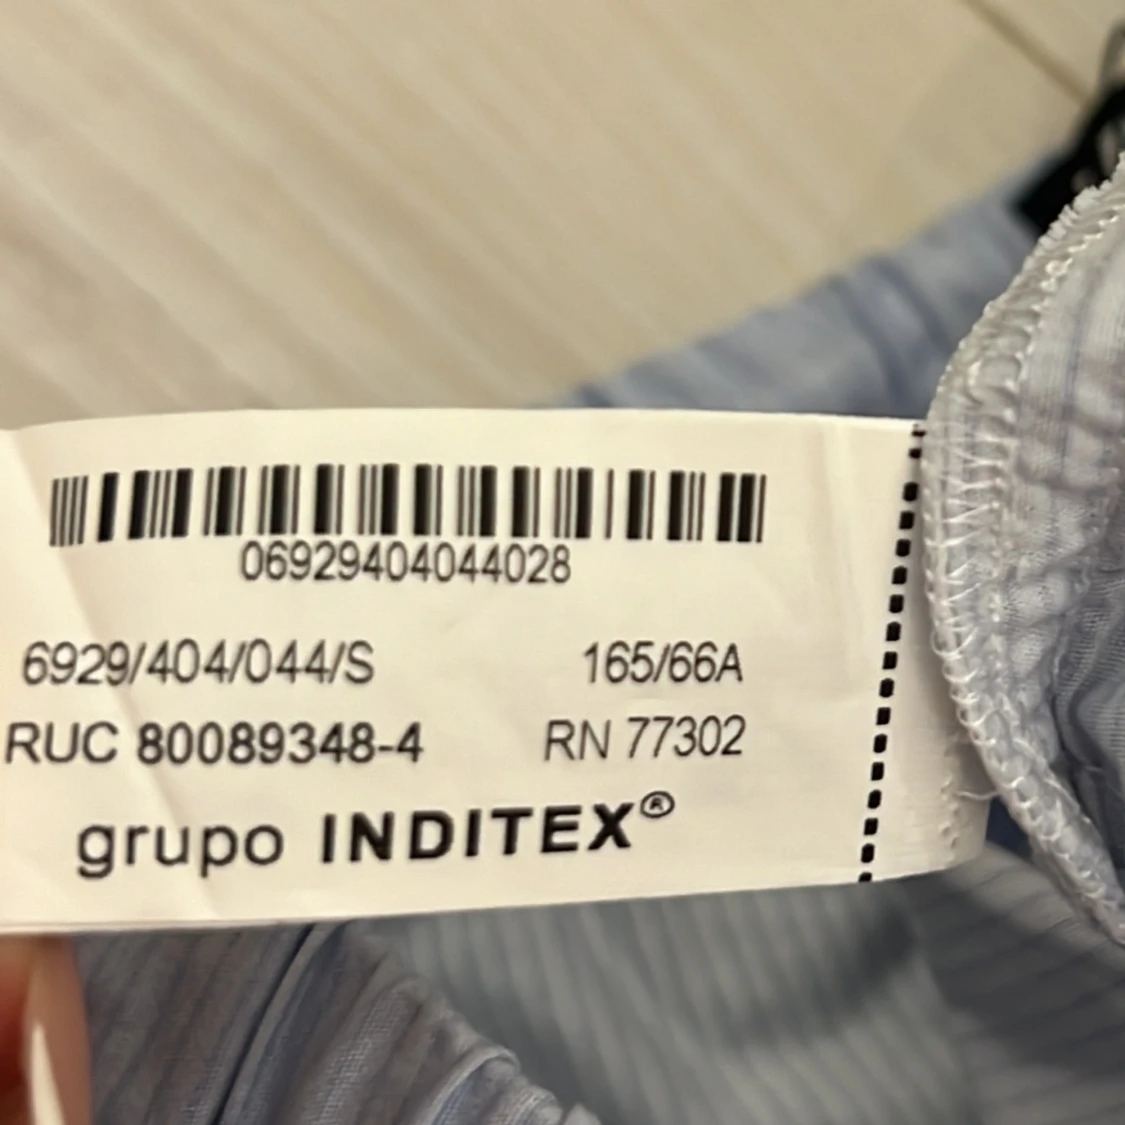 06929404044028
6929/404/044/S 165/66A
RUC 80089348-4 RN 77302
grupo INDITEX®